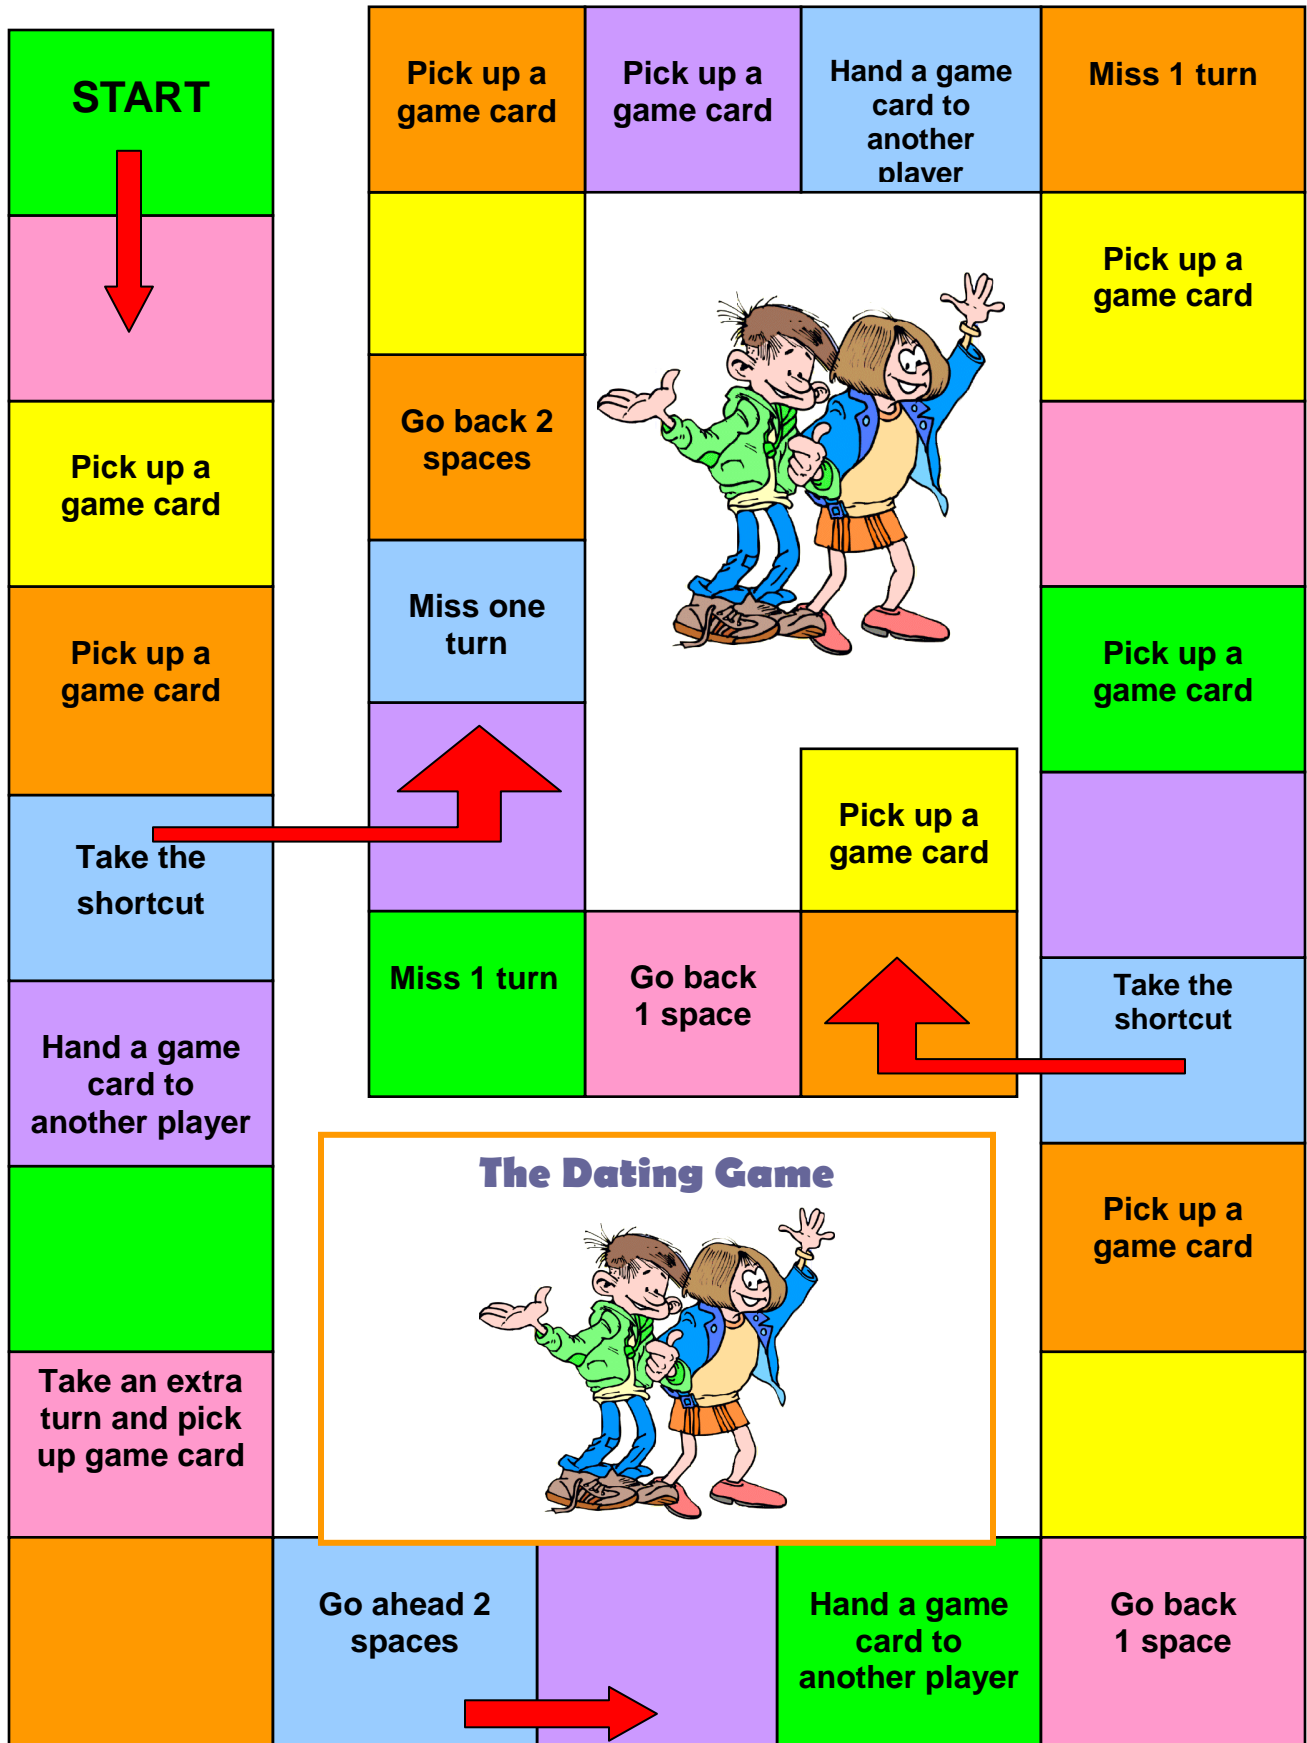 START
Pick up a
game card
Pick up a
game card
Take the
shortcut
Hand a game
card to
another player
Take an extra
turn and pick
up game card
Go ahead 2
spaces
Hand a game
card to
another player
Go back
1 space
Pick up a
game card
Take the
shortcut
Pick up a
game card
Pick up a
game card
Miss 1 turn
Hand a game
card to
another
player
Pick up a
game card
Pick up a
game card
Go back 2
spaces
Miss one
turn
Miss 1 turn
Go back
1 space
Pick up a
game card
The Dating Game